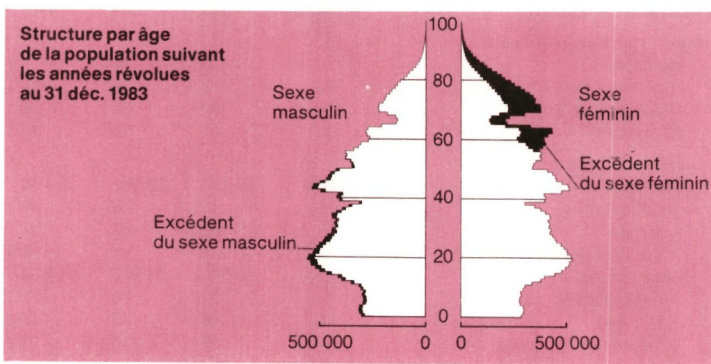 Structure par âge
de la population suivant
les années révolues
au 31 déc. 1983
100
80
60
40
20
0
Sexe
masculin
Sexe
féminin
Excédent
du sexe féminin
Excédent
du sexe masculin
500 000
0
0
500 000